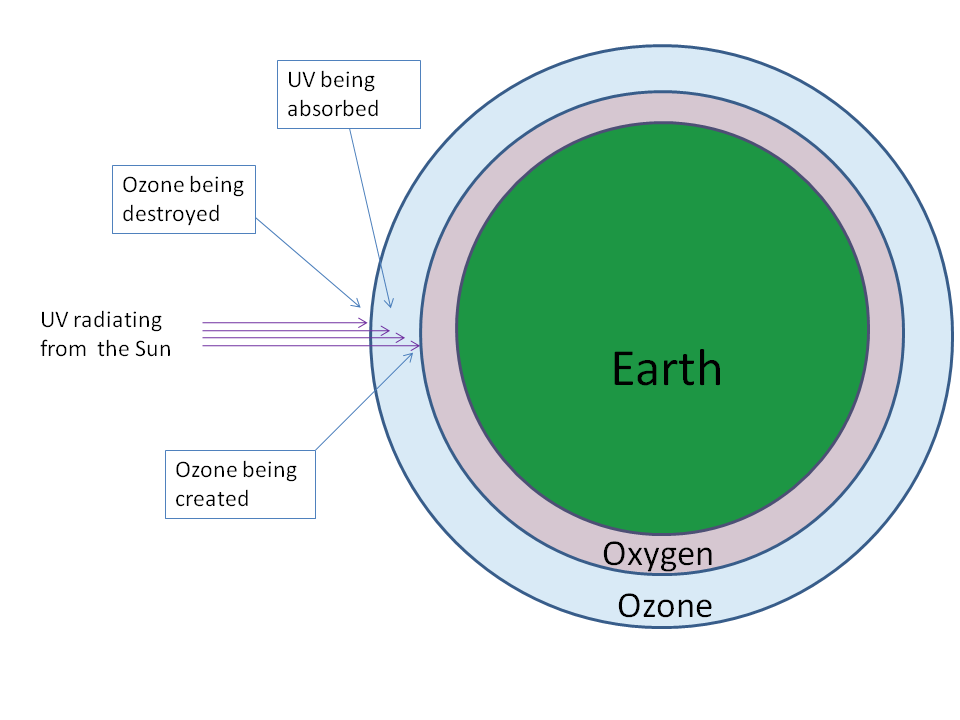 UV being
absorbed
Ozone being
destroyed
UV radiating
from  the Sun
Earth
Ozone being
created
Oxygen
Ozone